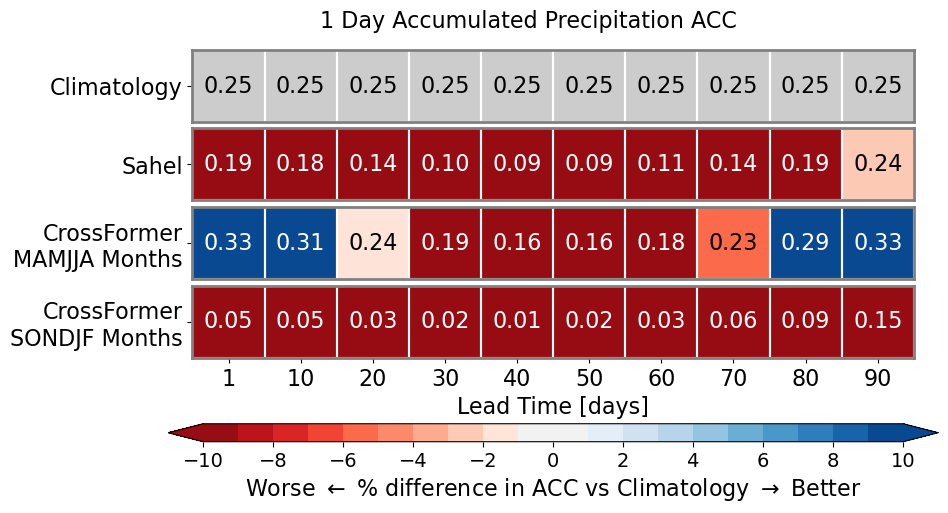 1 Day Accumulated Precipitation ACC
Climatology 0.25 0.25 0.25 0.25 0.25 0.25 0.25 0.25 0.25 0.25
Sahel 0.19 0.18 0.14 0.10 0.09 0.09 0.11 0.14 0.19 0.24
CrossFormer
MAMJJA Months 0.33 0.31 0.24 0.19 0.16 0.16 0.18 0.23 0.29 0.33
CrossFormer
SONDJF Months 0.05 0.05 0.03 0.02 0.01 0.02 0.03 0.06 0.09 0.15
1 10 20 30 40 50 60 70 80 90
Lead Time [days]
−10 −8 −6 −4 −2 0 2 4 6 8 10
Worse ← % difference in ACC vs Climatology → Better